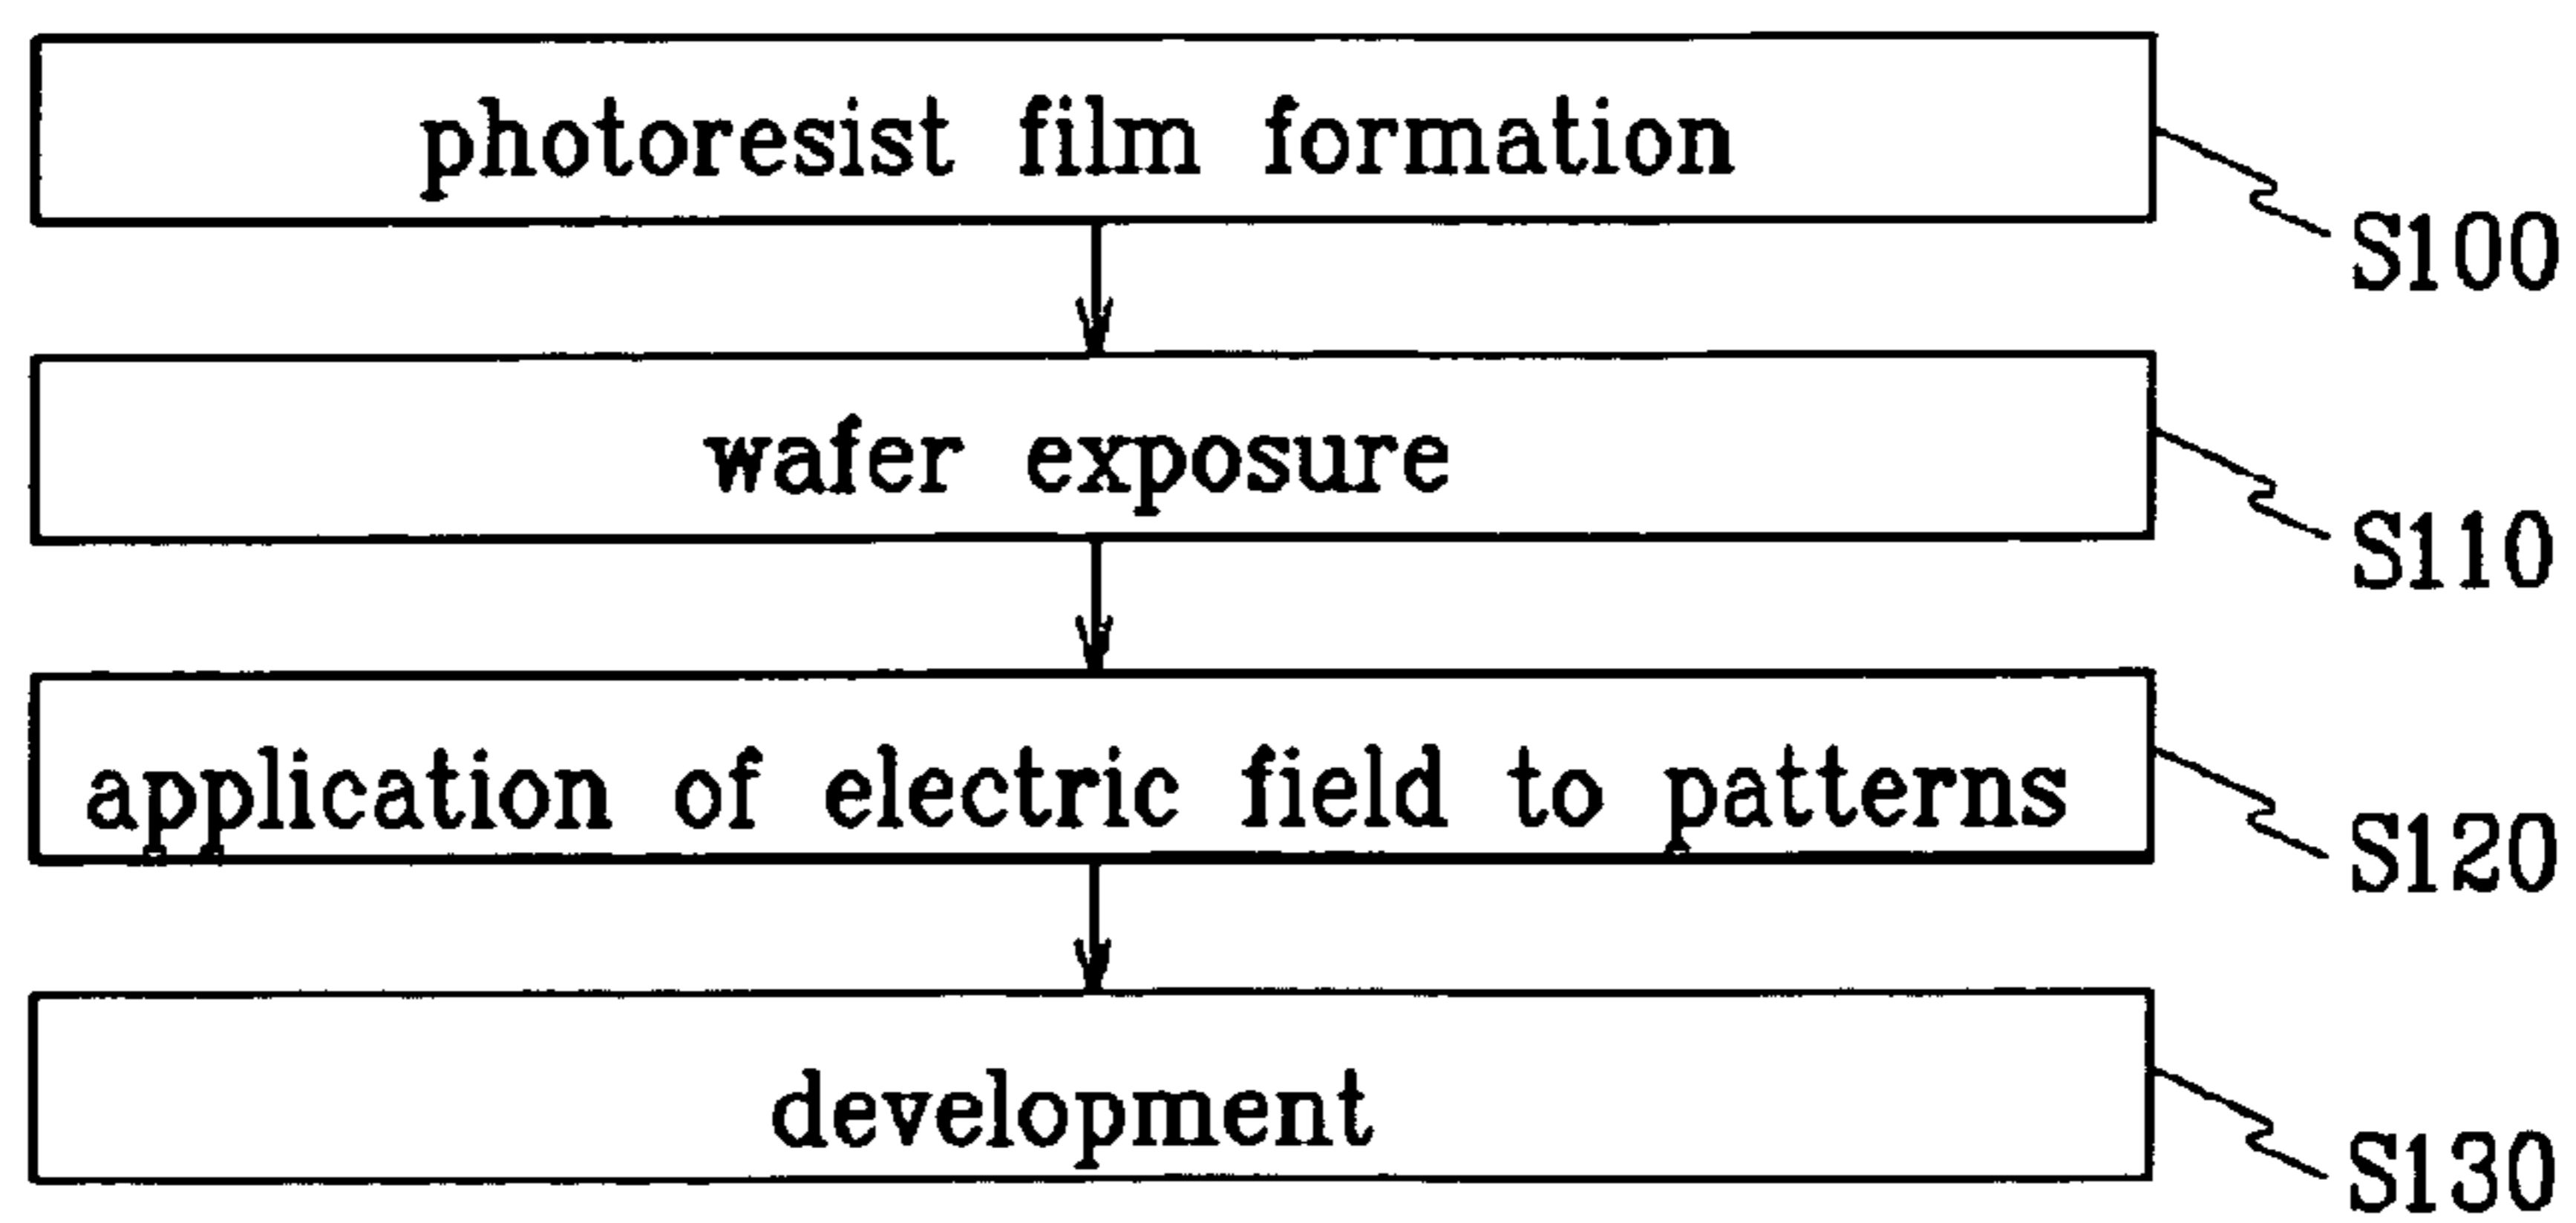 photoresist film formation
S100
wafer exposure
S110
application of electric field to patterns
S120
development
S130